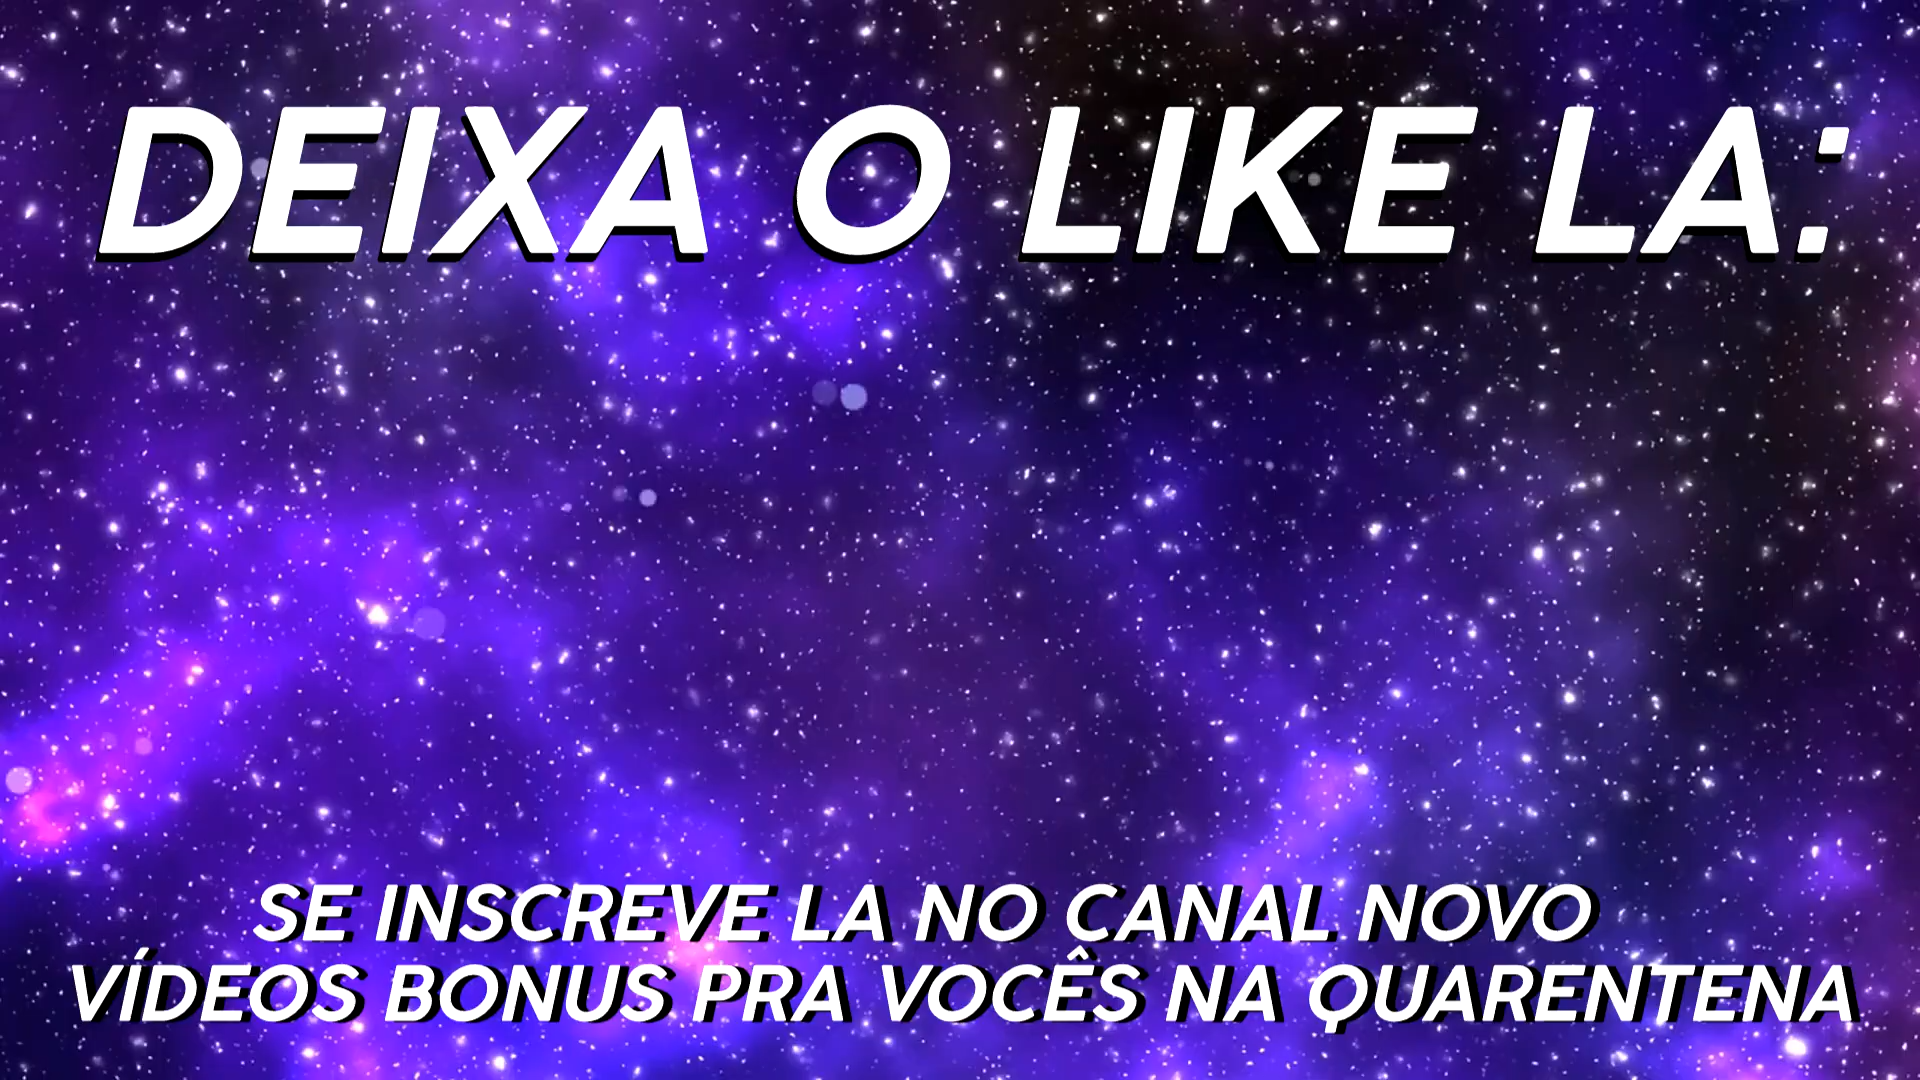 DEIXA O LIKE LA:
SE INSCREVE LA NO CANAL NOVO
VÍDEOS BONUS PRA VOCÊS NA QUARENTENA